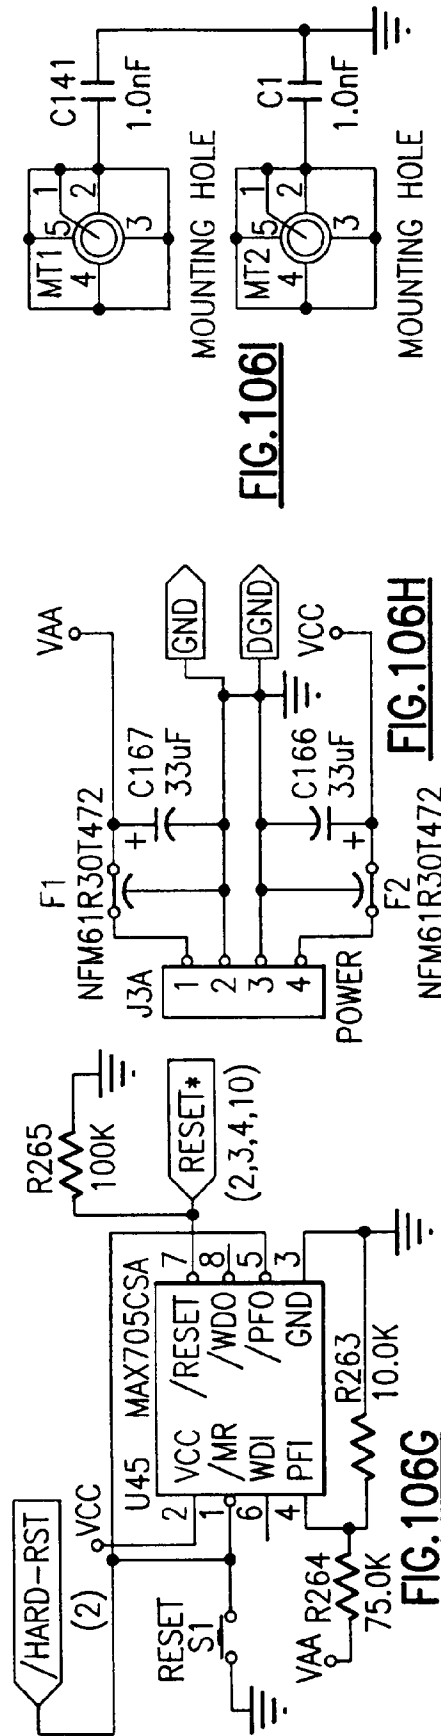 /HARD-RST
(2)
VCC
U45
MAX705CSA
2
VCC
/RESET
7
1
/MR
/WDO
8
6
WDI
/PFO
5
4
PFI
GND
3
RESET
S1
R265
100K
RESET*
(2,3,4,10)
VAA
R264
75.0K
R263
10.0K
FIG.106G
F1
NFM61R30T472
VAA
J3A
1
2
3
4
POWER
C167
33uF
+
GND
DGND
C166
33uF
+
VCC
F2
NFM61R30T472
FIG.106H
MT1
1
5
2
4
3
C141
1.0nF
MOUNTING HOLE
MT2
1
5
2
4
3
C1
1.0nF
MOUNTING HOLE
FIG.106I